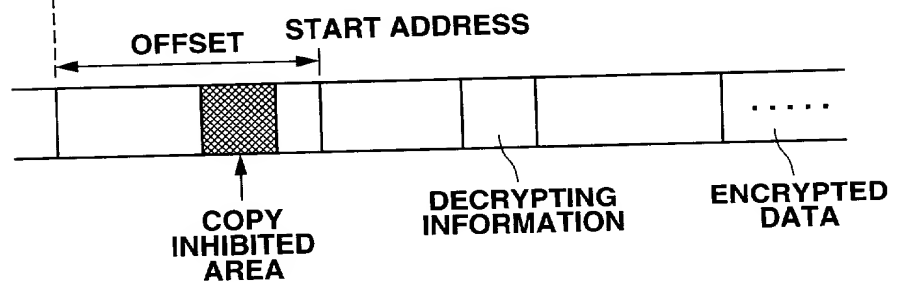 OFFSET
START ADDRESS
COPY
INHIBITED
AREA
DECRYPTING
INFORMATION
ENCRYPTED
DATA